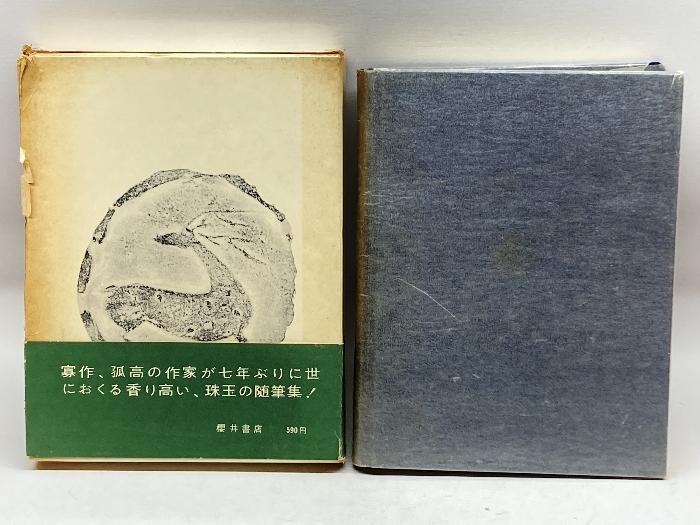 寡作、孤高の作家が七年ぶりに世
におくる香り高い、珠玉の随筆集!
櫻井書店 590円